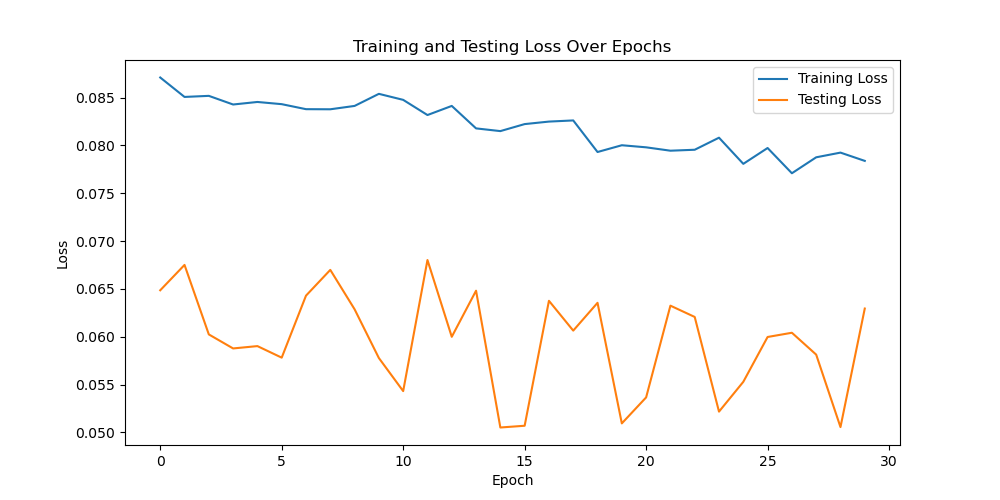 Training and Testing Loss Over Epochs
Training Loss
Testing Loss
Loss
0.085
0.080
0.075
0.070
0.065
0.060
0.055
0.050
0 5 10 15 20 25 30
Epoch